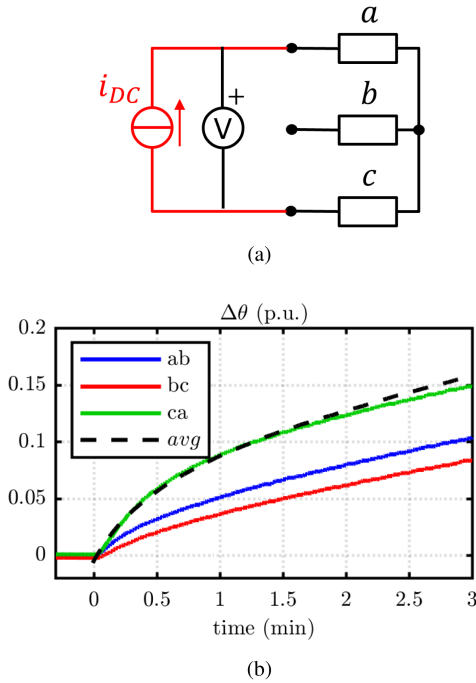 a
i_DC
+
V
b
c
(a)
Δθ (p.u.)
0.2
0.15
0.1
0.05
0
ab
bc
ca
avg
0 0.5 1 1.5 2 2.5 3
time (min)
(b)